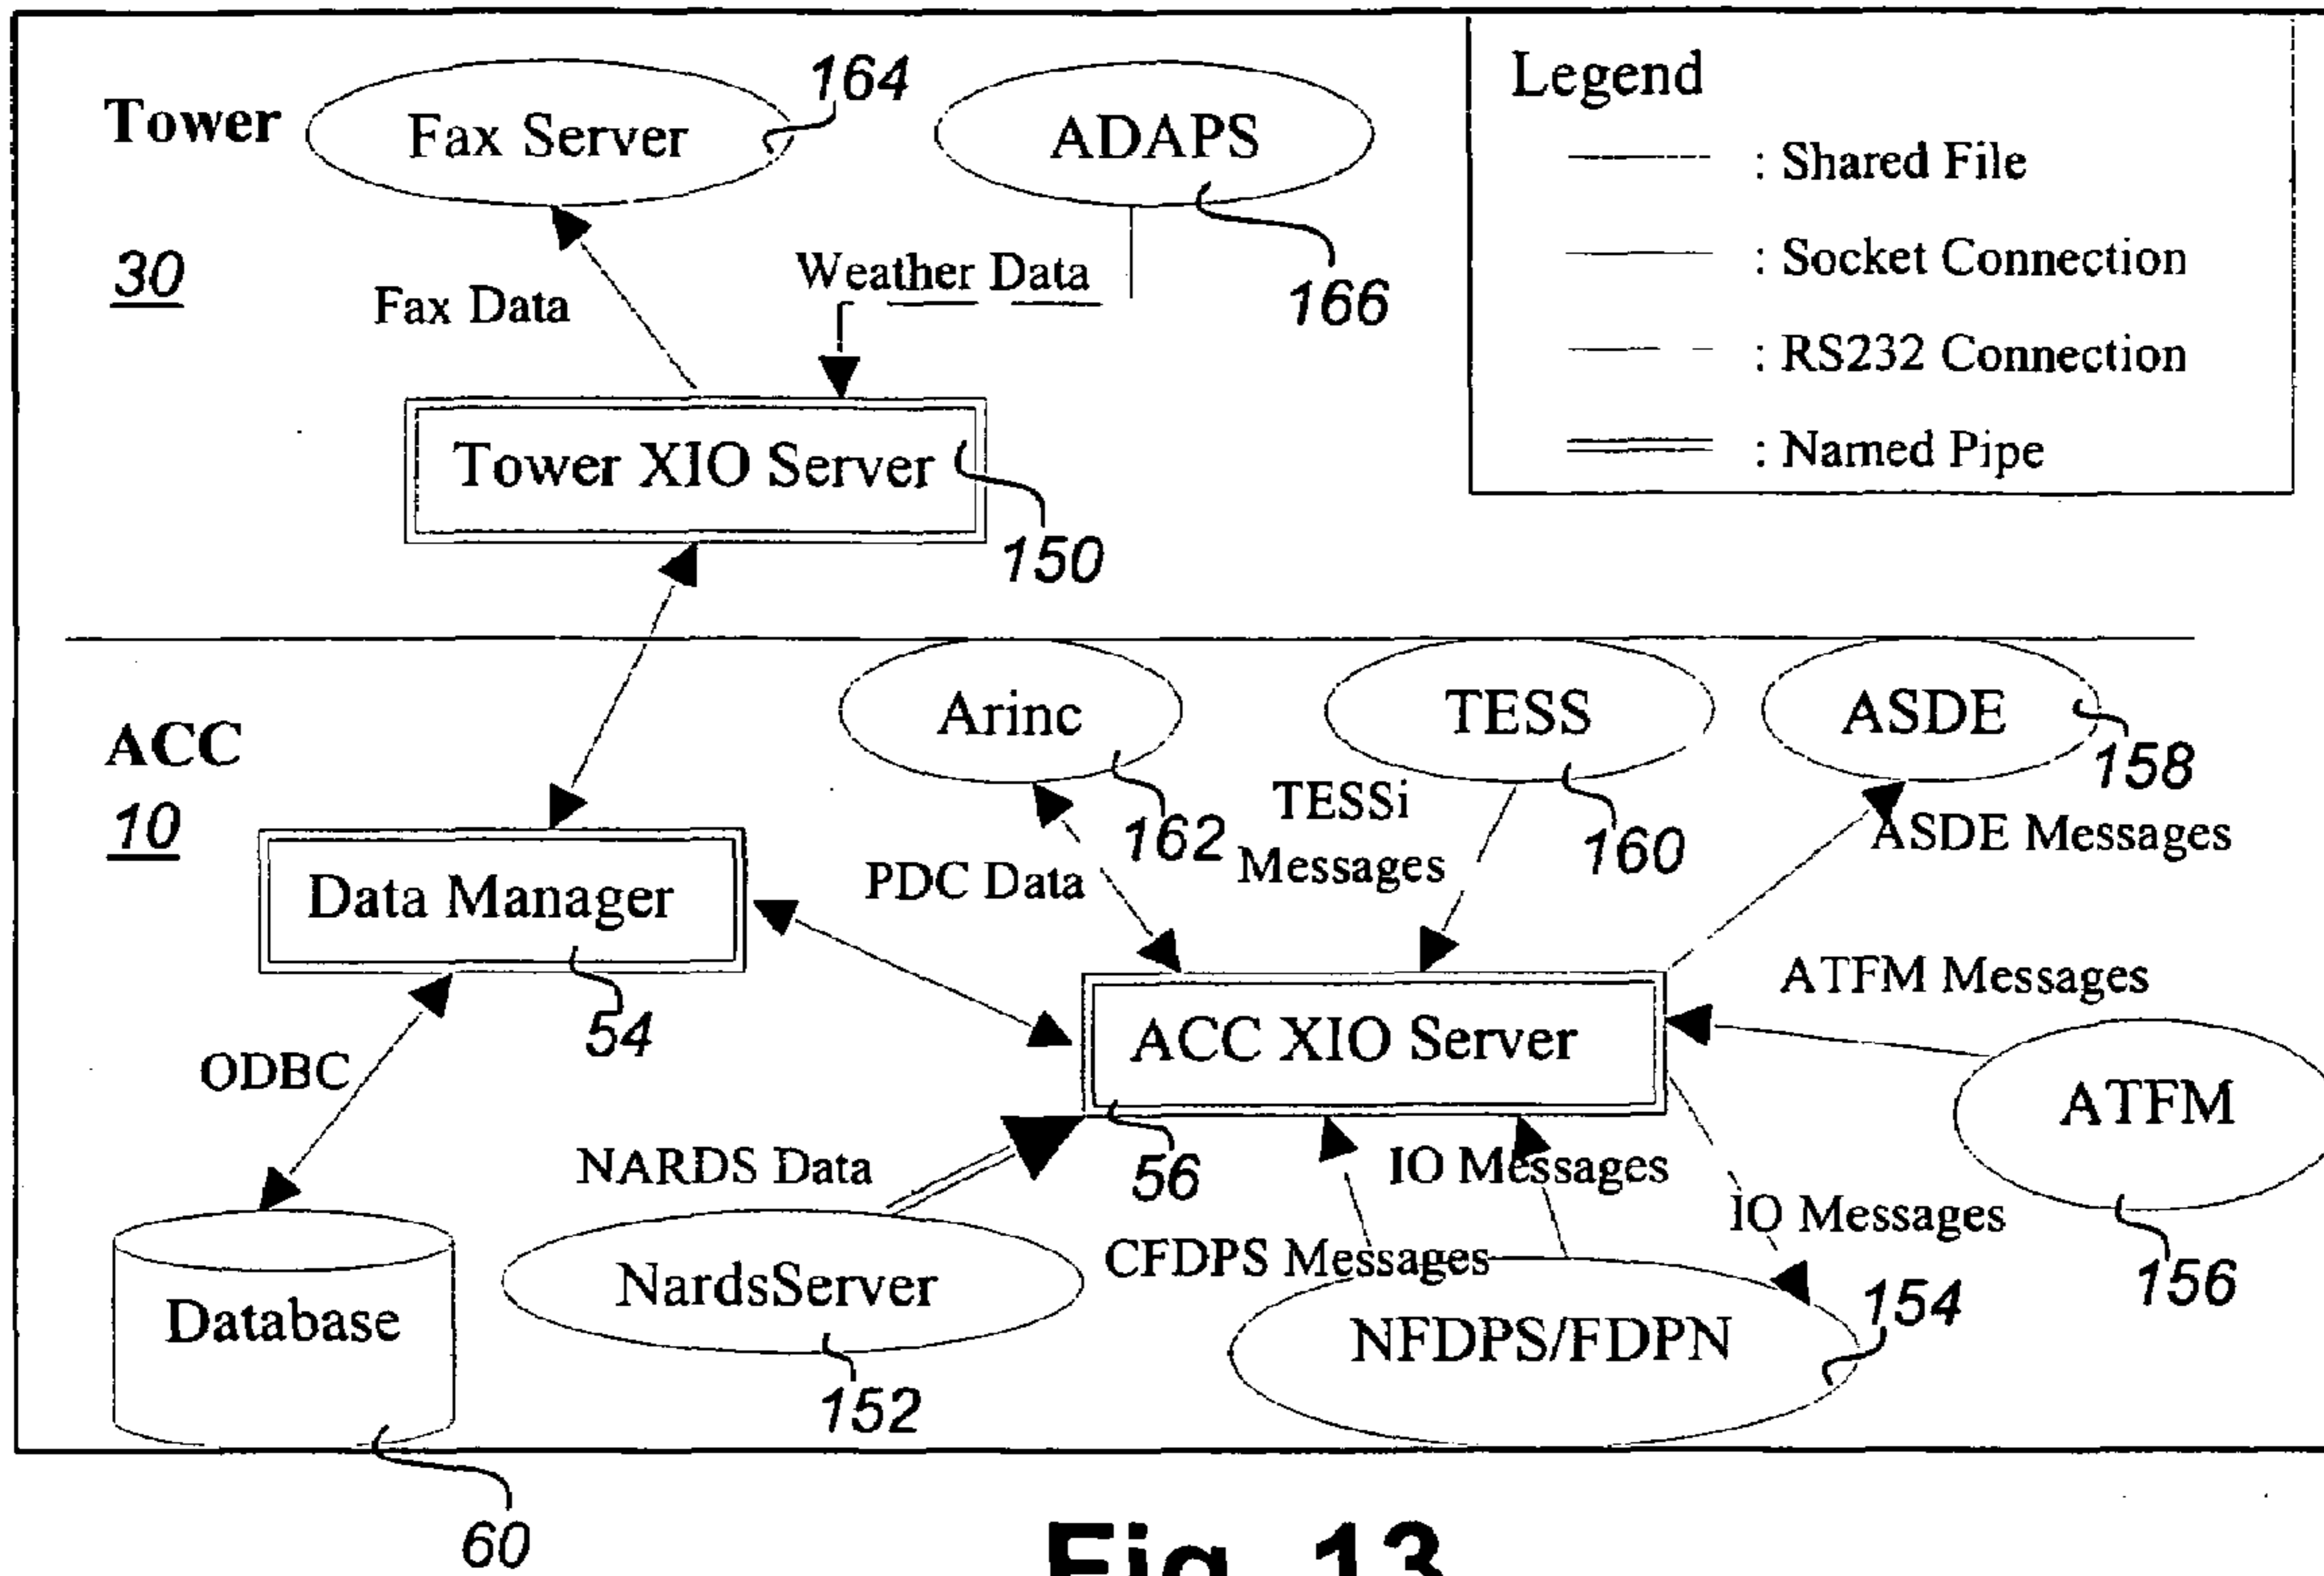 Tower
30
Fax Server
164
ADAPS
166
Fax Data
Weather Data
Tower XIO Server
150
Legend
: Shared File
: Socket Connection
: RS232 Connection
: Named Pipe
ACC
10
Arinc
162
TESS
160
ASDE
158
TESSi
Messages
ASDE Messages
PDC Data
Data Manager
54
ACC XIO Server
56
ATFM Messages
ATFM
156
ODBC
NARDS Data
IO Messages
IO Messages
CFDPS Messages
Database
60
NardsServer
152
NFDPS/FDPN
154
Fig. 13